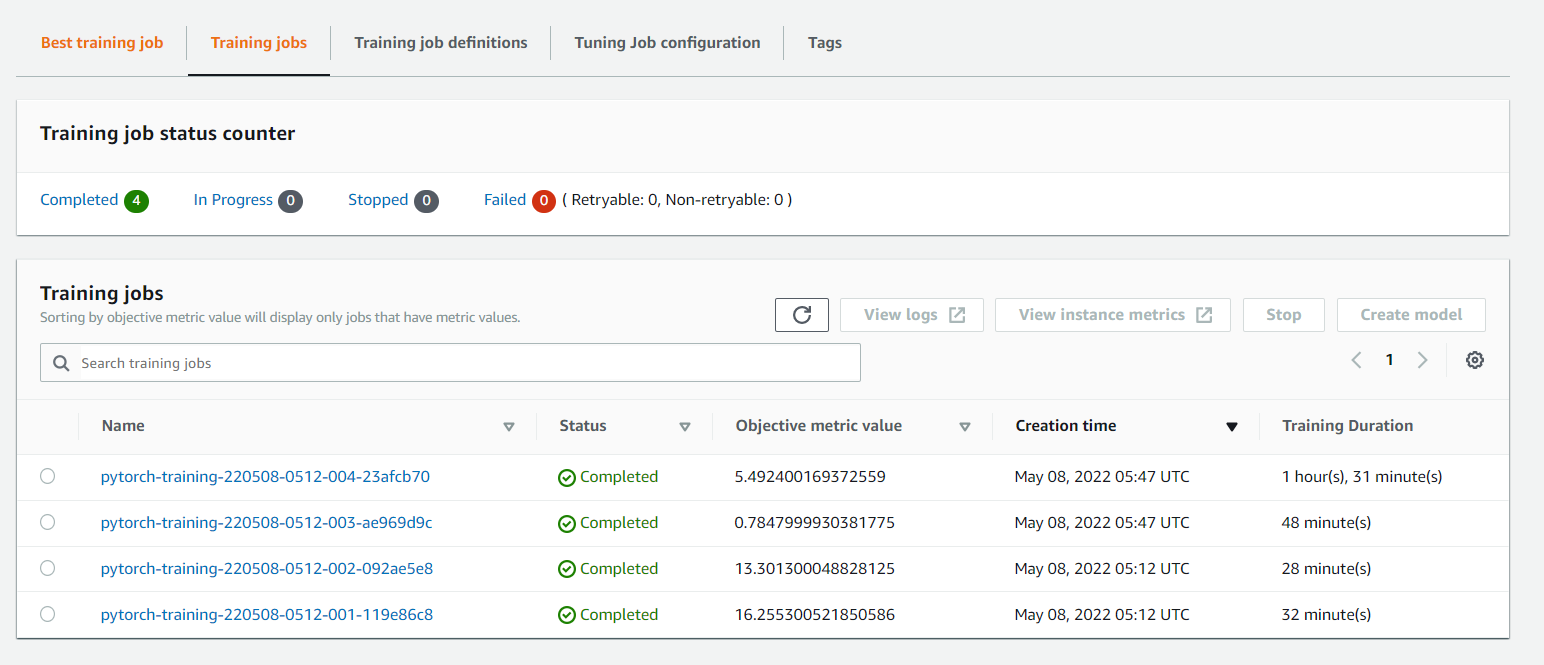 Best training job Training jobs Training job definitions Tuning Job configuration Tags
Training job status counter
Completed 4 In Progress 0 Stopped 0 Failed 0 ( Retryable: 0, Non-retryable: 0 )
Training jobs
Sorting by objective metric value will display only jobs that have metric values.
View logs View instance metrics Stop Create model
Search training jobs
1
Name Status Objective metric value Creation time Training Duration
pytorch-training-220508-0512-004-23afcb70 Completed 5.492400169372559 May 08, 2022 05:47 UTC 1 hour(s), 31 minute(s)
pytorch-training-220508-0512-003-ae969d9c Completed 0.7847999930381775 May 08, 2022 05:47 UTC 48 minute(s)
pytorch-training-220508-0512-002-092ae5e8 Completed 13.301300048828125 May 08, 2022 05:12 UTC 28 minute(s)
pytorch-training-220508-0512-001-119e86c8 Completed 16.255300521850586 May 08, 2022 05:12 UTC 32 minute(s)